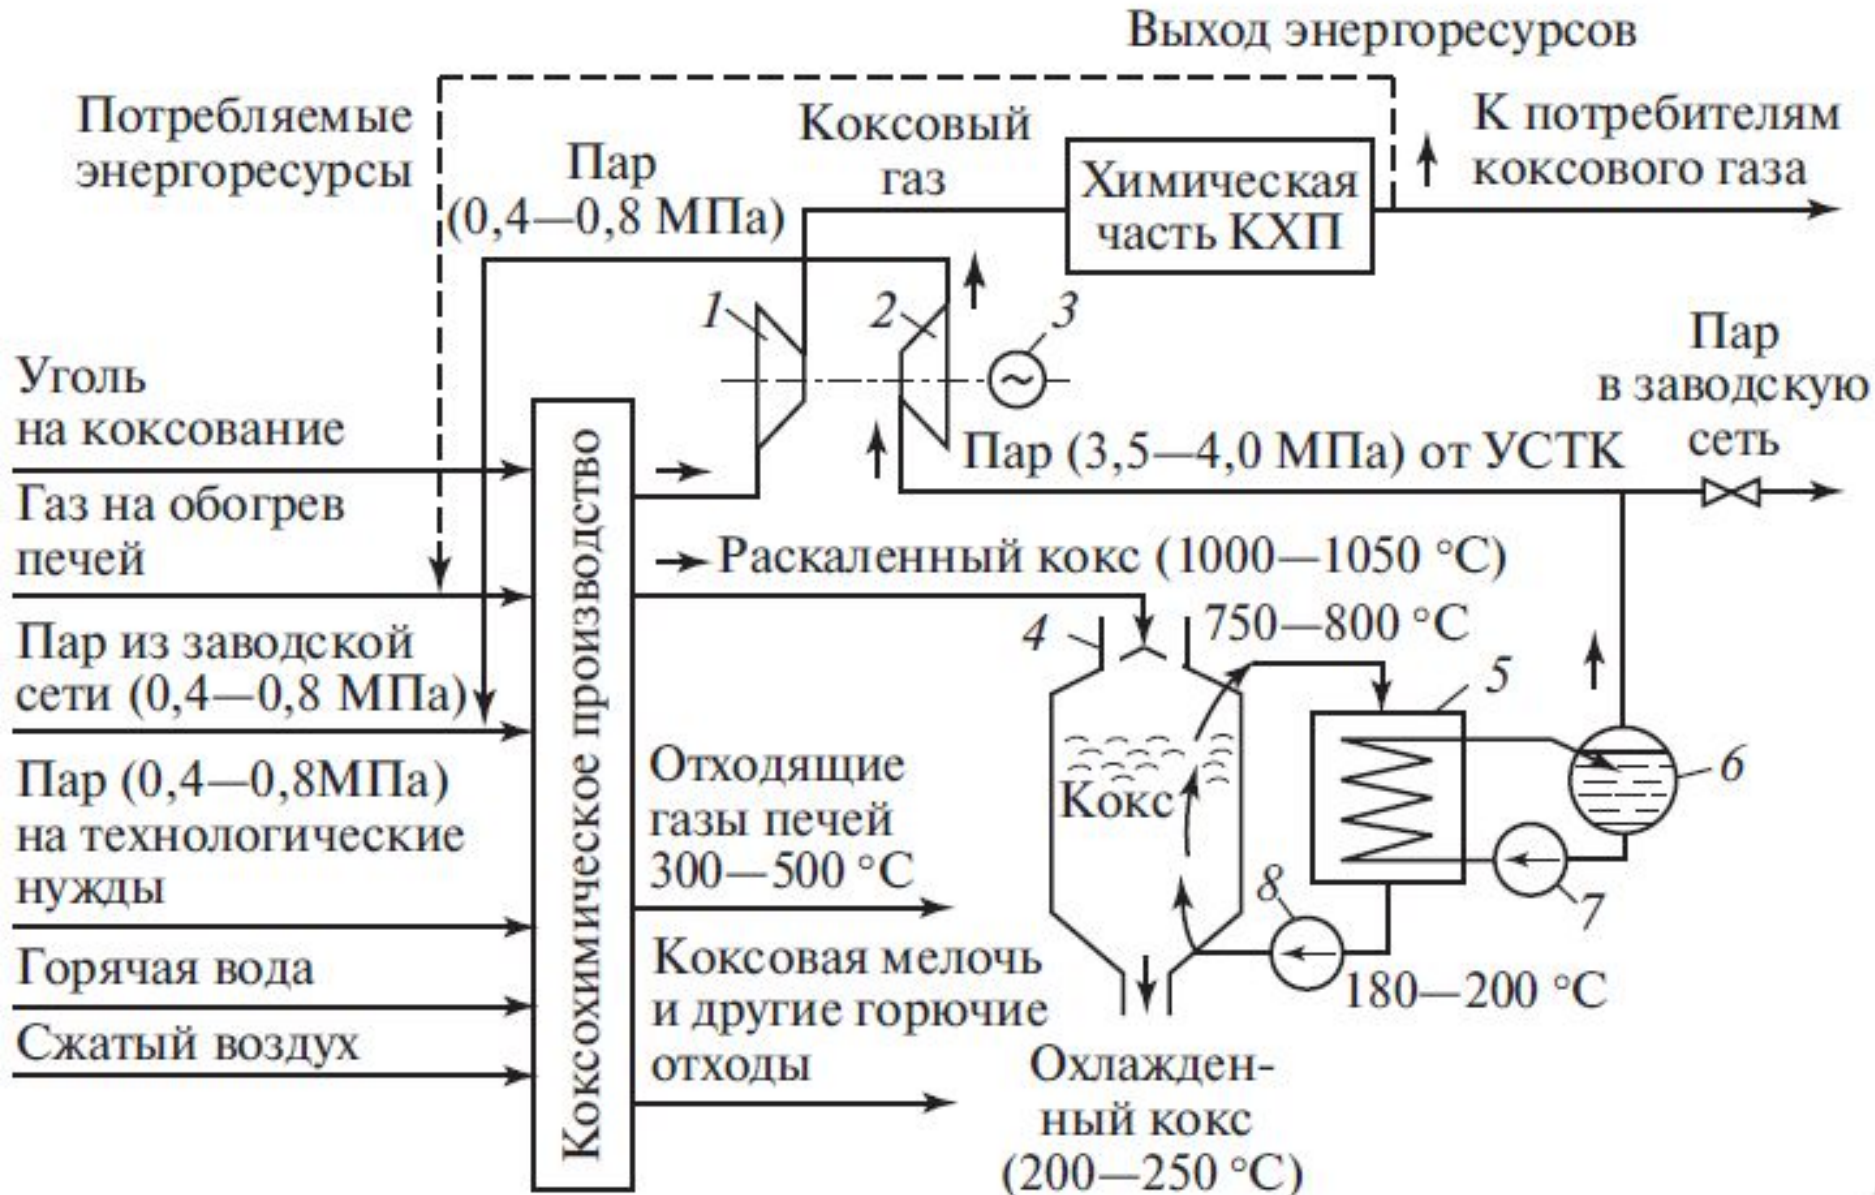 Выход энергоресурсов
Потребляемые
энергоресурсы
Пар
(0,4—0,8 МПа)
Коксовый
газ
Химическая
часть КХП
К потребителям
коксового газа
1
2
3
~
Пар
в заводскую
сеть
Уголь
на коксование
Газ на обогрев
печей
Пар из заводской
сети (0,4—0,8 МПа)
Пар (0,4—0,8МПа)
на технологические
нужды
Горячая вода
Сжатый воздух
Коксохимическое производство
Пар (3,5—4,0 МПа) от УСТК
Раскаленный кокс (1000—1050 °С)
4
750—800 °С
5
6
Кокс
7
8
180—200 °С
Отходящие
газы печей
300—500 °С
Коксовая мелочь
и другие горючие
отходы
Охлажден-
ный кокс
(200—250 °С)